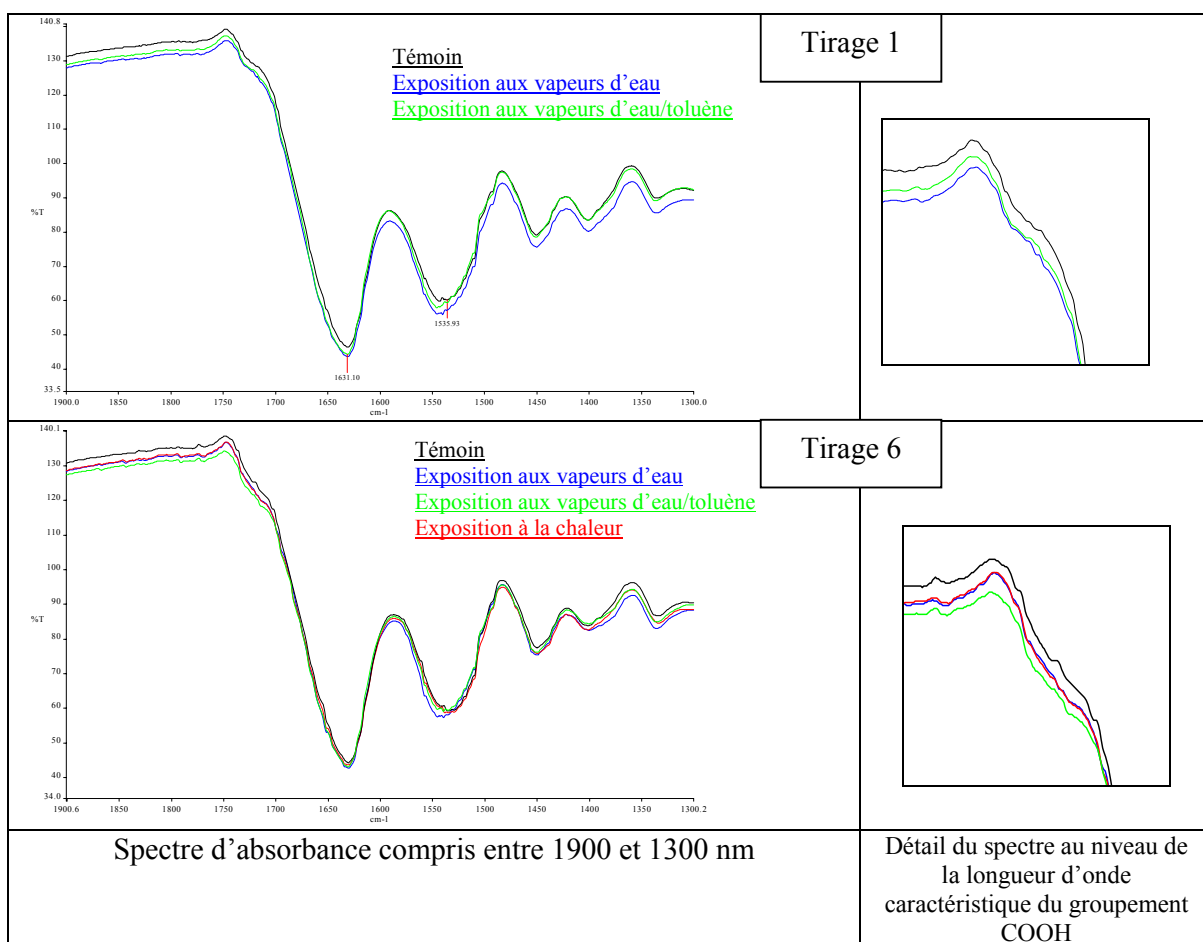 Tirage 1
140.8
130
120
110
100
90
%T
80
70
60
50
40
33.5
Témoin
Exposition aux vapeurs d'eau
Exposition aux vapeurs d'eau/toluène
1535.93
1631.10
1900.0 1850 1800 1750 1700 1650 1600 1550 1500 1450 1400 1350 1300.0
cm-1
Tirage 6
140.1
130
120
110
100
90
%T
80
70
60
50
40
34.0
Témoin
Exposition aux vapeurs d'eau
Exposition aux vapeurs d'eau/toluène
Exposition à la chaleur
1900.6 1850 1800 1750 1700 1650 1600 1550 1500 1450 1400 1350 1300.2
cm-1
Spectre d'absorbance compris entre 1900 et 1300 nm
Détail du spectre au niveau de
la longueur d'onde
caractéristique du groupement
COOH